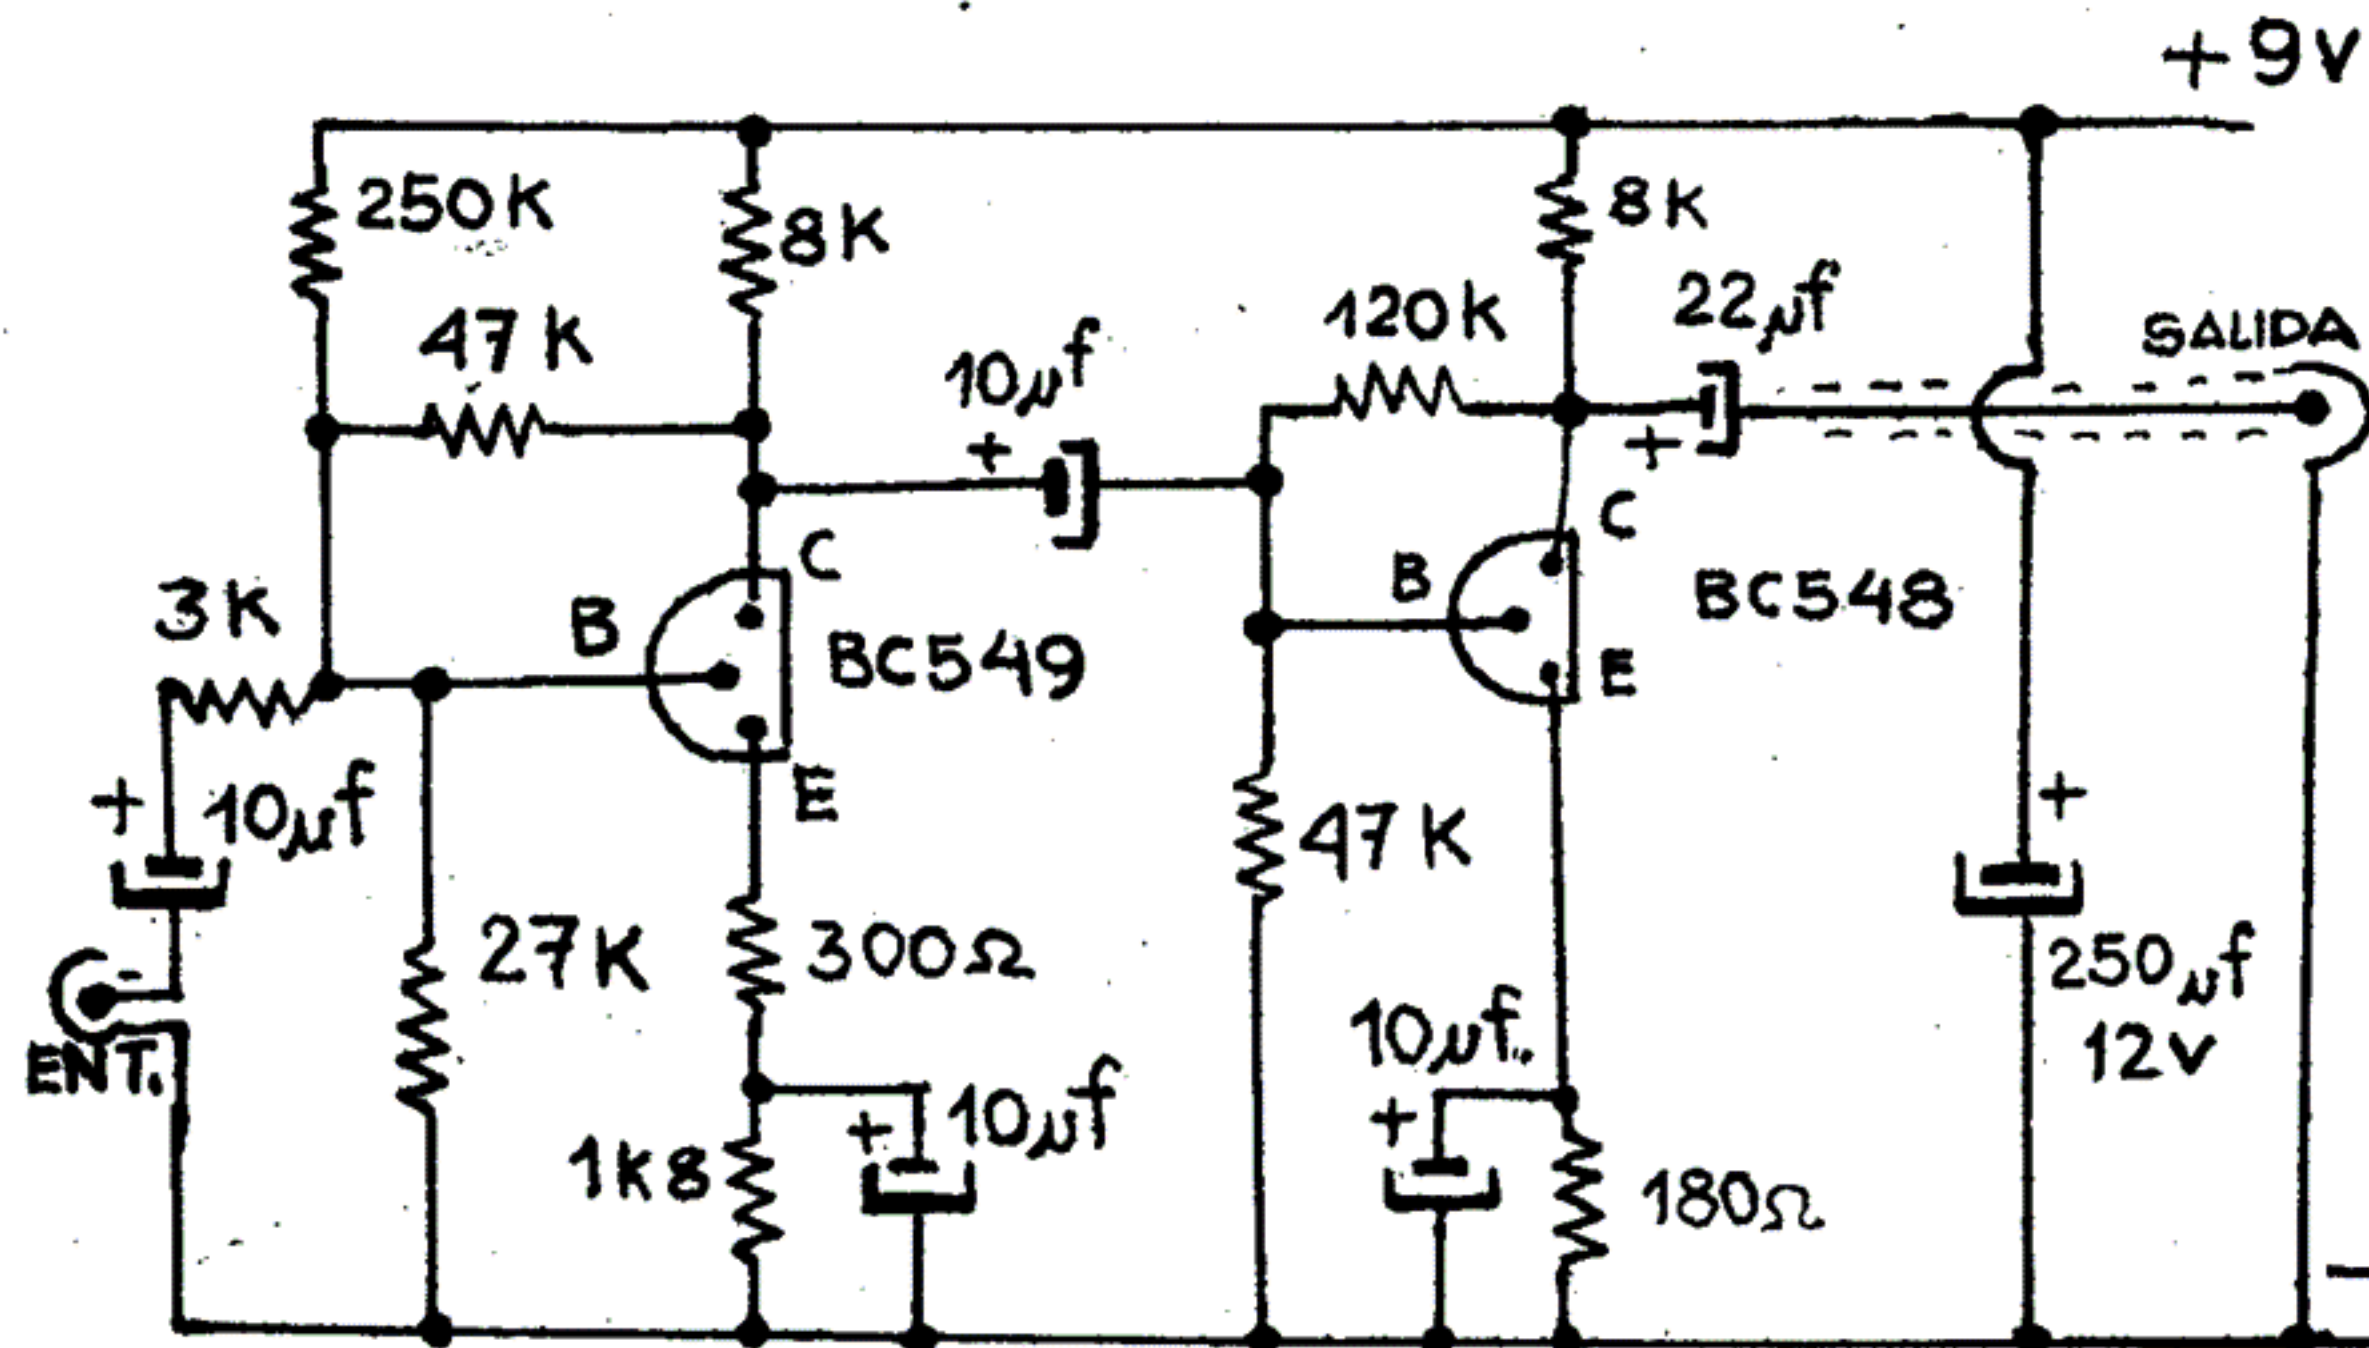 +9V
250K
8K
8K
47K
10µf
+
120K
22µf
+
SALIDA
3K
B
C
E
BC549
B
C
E
BC548
+
10µf
ENT.
-
27K
300Ω
1K8
+
10µf
47K
10µf.
+
180Ω
+
250µf
12V
-